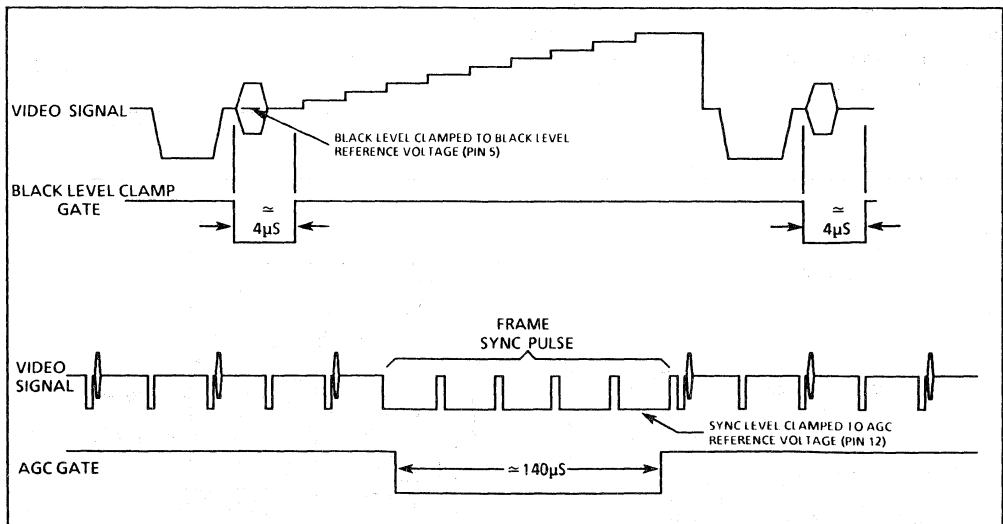 VIDEO SIGNAL
BLACK LEVEL CLAMPED TO BLACK LEVEL
REFERENCE VOLTAGE (PIN 5)
BLACK LEVEL CLAMP
GATE
≃
4µS
≃
4µS
FRAME
SYNC PULSE
VIDEO
SIGNAL
SYNC LEVEL CLAMPED TO AGC
REFERENCE VOLTAGE (PIN 12)
AGC GATE
≃140µS